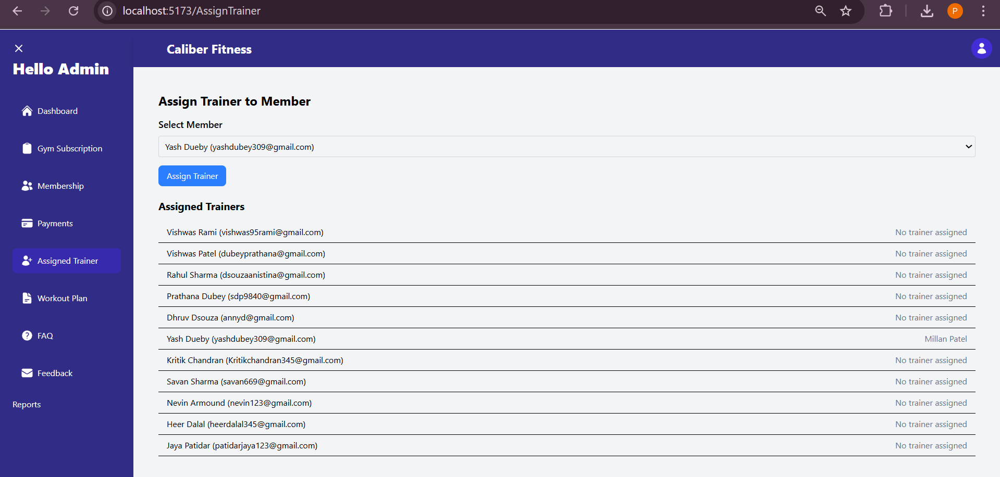 localhost:5173/AssignTrainer
P
Hello Admin
Dashboard
Gym Subscription
Membership
Payments
Assigned Trainer
Workout Plan
FAQ
Feedback
Reports
Caliber Fitness
Assign Trainer to Member
Select Member
Yash Dueby (yashdubey309@gmail.com)
Assign Trainer
Assigned Trainers
Vishwas Rami (vishwas95rami@gmail.com) No trainer assigned
Vishwas Patel (dubeyprathana@gmail.com) No trainer assigned
Rahul Sharma (dsouzaanistina@gmail.com) No trainer assigned
Prathana Dubey (sdp9840@gmail.com) No trainer assigned
Dhruv Dsouza (annyd@gmail.com) No trainer assigned
Yash Dueby (yashdubey309@gmail.com) Millan Patel
Kritik Chandran (Kritikchandran345@gmail.com) No trainer assigned
Savan Sharma (savan669@gmail.com) No trainer assigned
Nevin Armound (nevin123@gmail.com) No trainer assigned
Heer Dalal (heerdalal345@gmail.com) No trainer assigned
Jaya Patidar (patidarjaya123@gmail.com) No trainer assigned